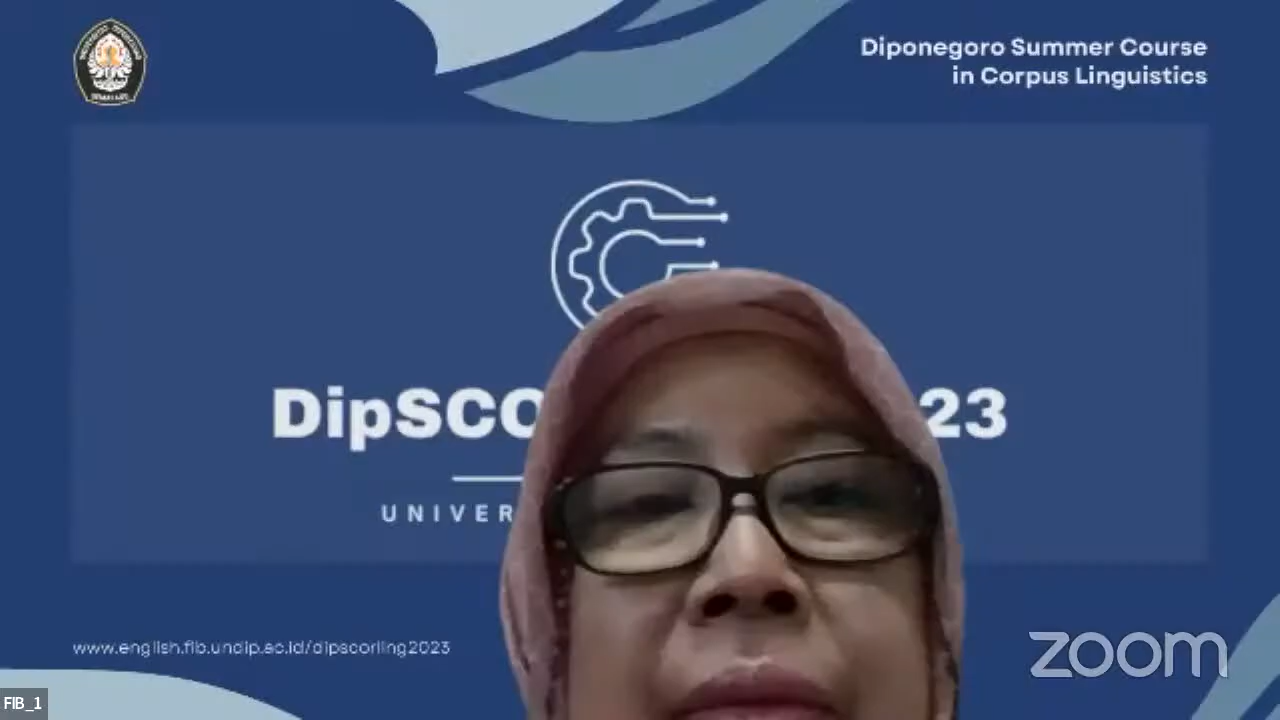 Diponegoro Summer Course
in Corpus Linguistics
DipSCO 23
UNIVER
www.english.fib.undip.ac.id/dipscorling2023
zoom
FIB_1